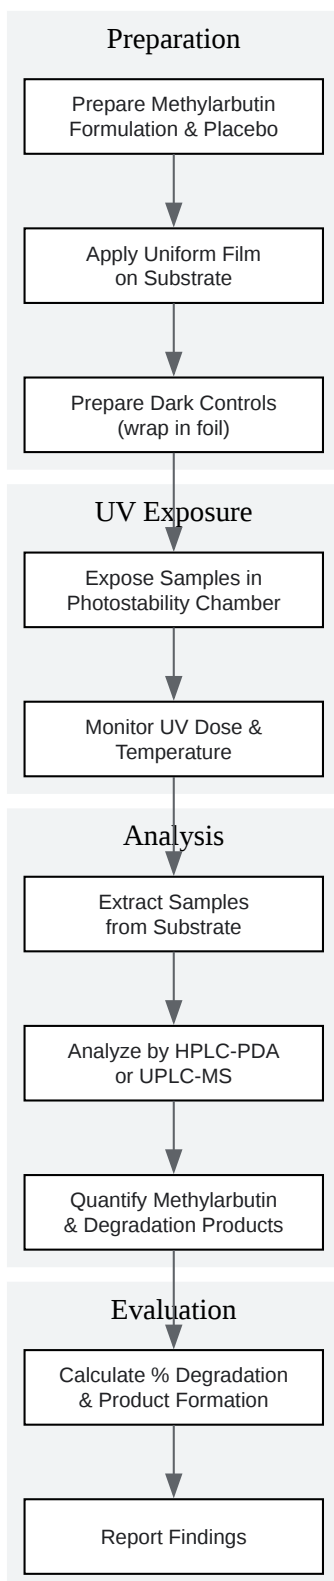 Preparation
Prepare Methylarbutin
Formulation & Placebo
Apply Uniform Film
on Substrate
Prepare Dark Controls
(wrap in foil)
UV Exposure
Expose Samples in
Photostability Chamber
Monitor UV Dose &
Temperature
Analysis
Extract Samples
from Substrate
Analyze by HPLC-PDA
or UPLC-MS
Quantify Methylarbutin
& Degradation Products
Evaluation
Calculate % Degradation
& Product Formation
Report Findings